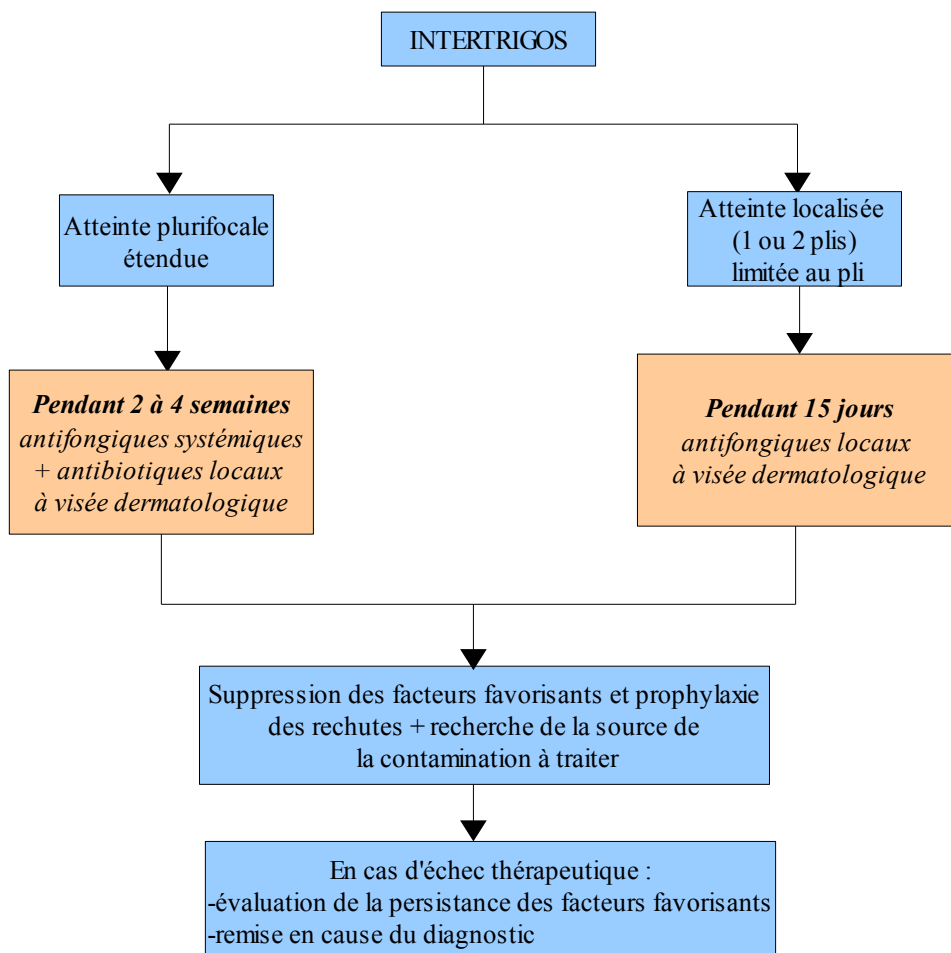 INTERTRIGOS
Atteinte plurifocale
étendue
Atteinte localisée
(1 ou 2 plis)
limitée au pli
Pendant 2 à 4 semaines
antifongiques systémiques
+ antibiotiques locaux
à visée dermatologique
Pendant 15 jours
antifongiques locaux
à visée dermatologique
Suppression des facteurs favorisants et prophylaxie
des rechutes + recherche de la source de
la contamination à traiter
En cas d'échec thérapeutique :
-évaluation de la persistance des facteurs favorisants
-remise en cause du diagnostic